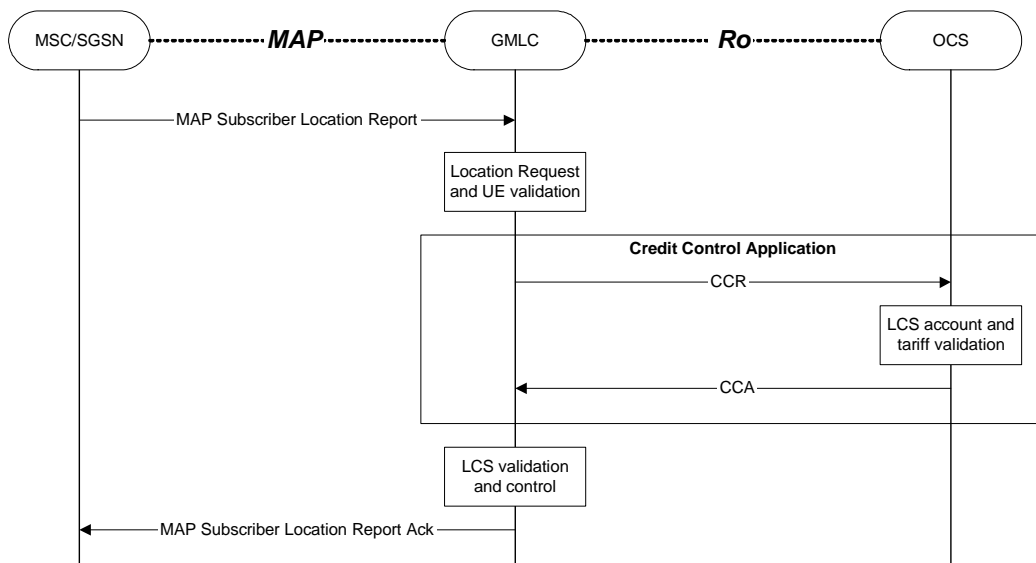 MSC/SGSN MAP GMLC Ro OCS
MAP Subscriber Location Report
Location Request
and UE validation
Credit Control Application
CCR
LCS account and
tariff validation
CCA
LCS validation
and control
MAP Subscriber Location Report Ack